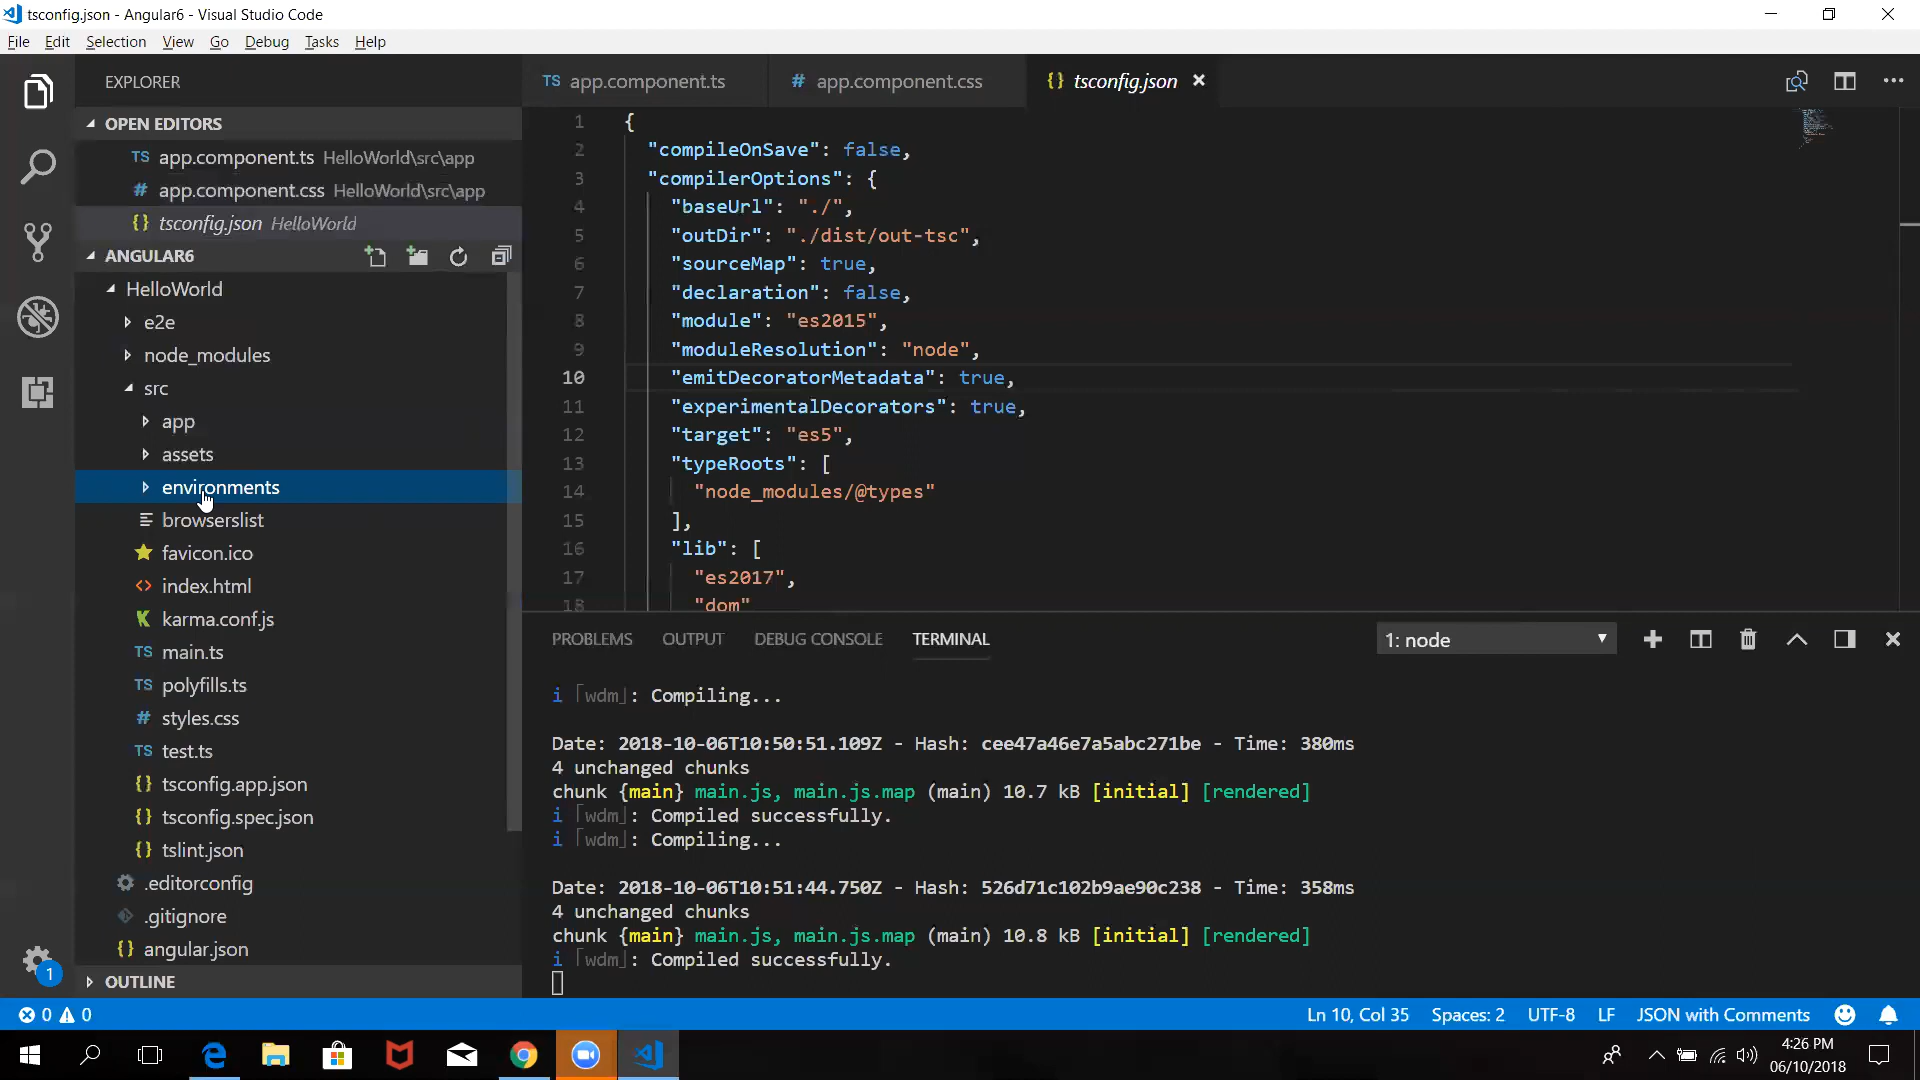 tsconfig.json - Angular6 - Visual Studio Code
File Edit Selection View Go Debug Tasks Help
EXPLORER
OPEN EDITORS
TS app.component.ts HelloWorld\src\app
# app.component.css HelloWorld\src\app
{} tsconfig.json HelloWorld
ANGULAR6
HelloWorld
e2e
node_modules
src
app
assets
environments
browserslist
favicon.ico
<> index.html
K karma.conf.js
TS main.ts
TS polyfills.ts
# styles.css
TS test.ts
{} tsconfig.app.json
{} tsconfig.spec.json
{} tslint.json
.editorconfig
.gitignore
{} angular.json
OUTLINE
1
TS app.component.ts # app.component.css {} tsconfig.json
1 {
2 "compileOnSave": false,
3 "compilerOptions": {
4 "baseUrl": "./",
5 "outDir": "./dist/out-tsc",
6 "sourceMap": true,
7 "declaration": false,
8 "module": "es2015",
9 "moduleResolution": "node",
10 "emitDecoratorMetadata": true,
11 "experimentalDecorators": true,
12 "target": "es5",
13 "typeRoots": [
14 "node_modules/@types"
15 ],
16 "lib": [
17 "es2017",
18 "dom"
PROBLEMS OUTPUT DEBUG CONSOLE TERMINAL 1: node
i ｢wdm｣: Compiling...
Date: 2018-10-06T10:50:51.109Z - Hash: cee47a46e7a5abc271be - Time: 380ms
4 unchanged chunks
chunk {main} main.js, main.js.map (main) 10.7 kB [initial] [rendered]
i ｢wdm｣: Compiled successfully.
i ｢wdm｣: Compiling...
Date: 2018-10-06T10:51:44.750Z - Hash: 526d71c102b9ae90c238 - Time: 358ms
4 unchanged chunks
chunk {main} main.js, main.js.map (main) 10.8 kB [initial] [rendered]
i ｢wdm｣: Compiled successfully.
0 0 Ln 10, Col 35 Spaces: 2 UTF-8 LF JSON with Comments
4:26 PM
06/10/2018